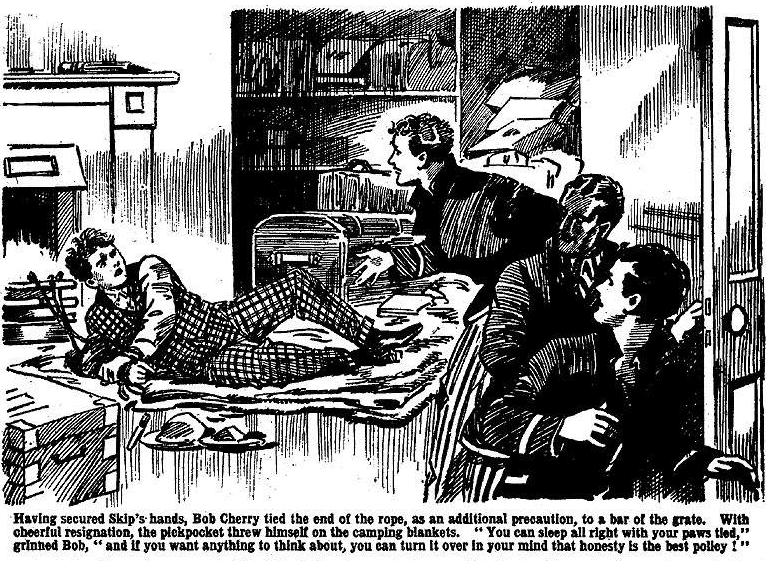 Having secured Skip's hands, Bob Cherry tied the end of the rope, as an additional precaution, to a bar of the grate. With
cheerful resignation, the pickpocket threw himself on the camping blankets. " You can sleep all right with your paws tied,"
grinned Bob, " and if you want anything to think about, you can turn it over in your mind that honesty is the best policy ! "